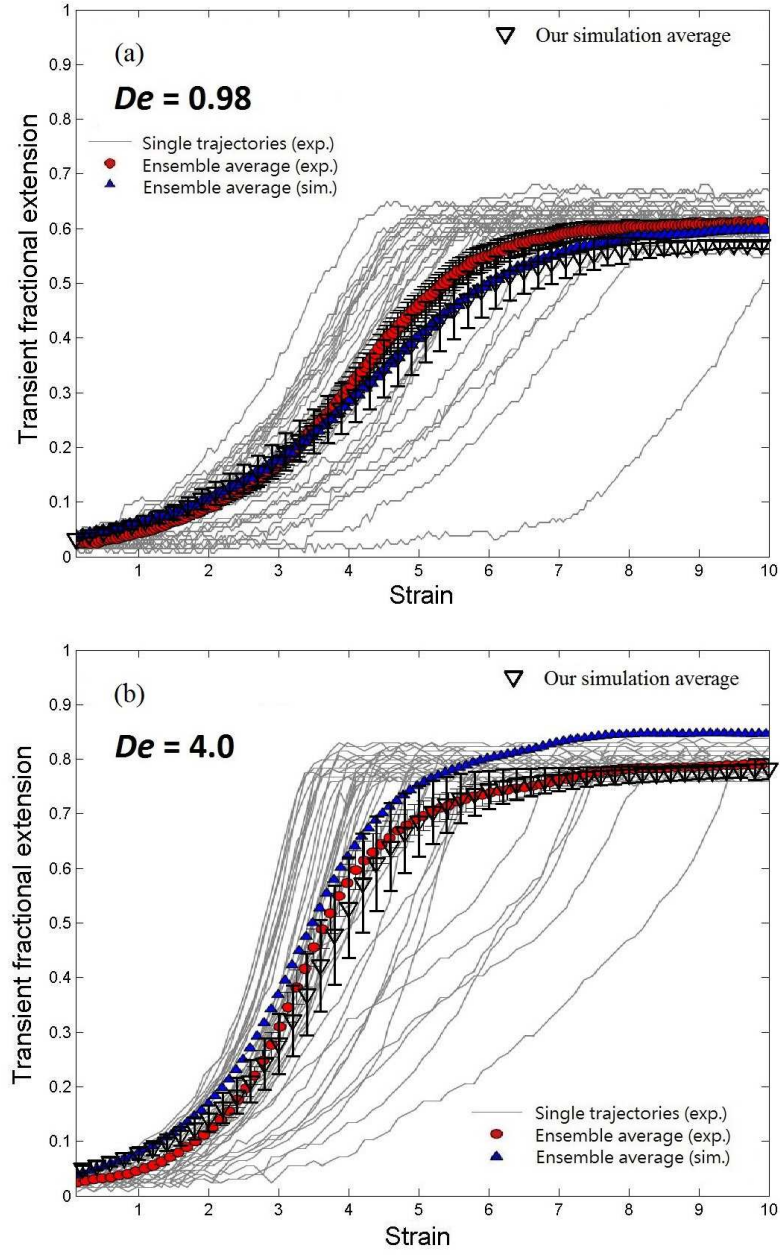 1
(a)
Our simulation average
0.9
De = 0.98
0.8
Single trajectories (exp.)
Ensemble average (exp.)
Ensemble average (sim.)
0.7
0.6
0.5
0.4
0.3
0.2
0.1
0
Transient fractional extension
1 2 3 4 5 6 7 8 9 10
Strain
1
(b)
Our simulation average
0.9
De = 4.0
0.8
0.7
0.6
0.5
0.4
0.3
0.2
0.1
0
Transient fractional extension
Single trajectories (exp.)
Ensemble average (exp.)
Ensemble average (sim.)
1 2 3 4 5 6 7 8 9 10
Strain